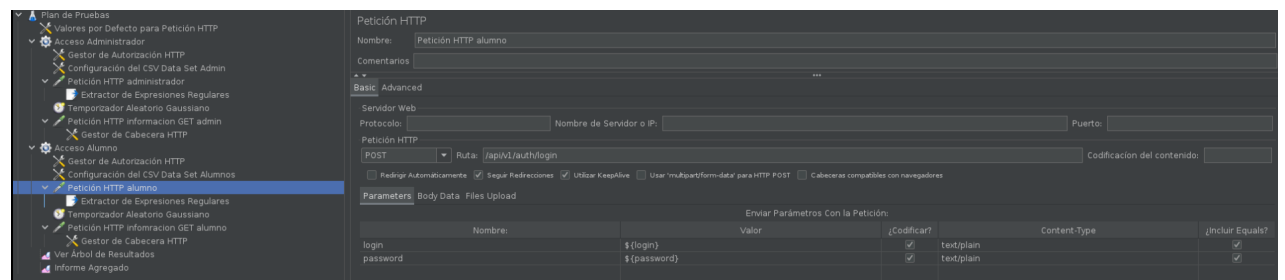 Plan de Pruebas
Valores por Defecto para Petición HTTP
Acceso Administrador
Gestor de Autorización HTTP
Configuración del CSV Data Set Admin
Petición HTTP administrador
Extractor de Expresiones Regulares
Temporizador Aleatorio Gaussiano
Petición HTTP informacion GET admin
Gestor de Cabecera HTTP
Acceso Alumno
Gestor de Autorización HTTP
Configuración del CSV Data Set Alumnos
Petición HTTP alumno
Extractor de Expresiones Regulares
Temporizador Aleatorio Gaussiano
Petición HTTP infomracion GET alumno
Gestor de Cabecera HTTP
Ver Árbol de Resultados
Informe Agregado
Petición HTTP
Nombre: Petición HTTP alumno
Comentarios
Basic Advanced
Servidor Web
Protocolo: Nombre de Servidor o IP: Puerto:
Petición HTTP
POST Ruta: /api/v1/auth/login Codificacíon del contenido:
Redirigir Automáticamente Seguir Redirecciones Utilizar KeepAlive Usar 'multipart/form-data' para HTTP POST Cabeceras compatibles con navegadores
Parameters Body Data Files Upload
Enviar Parámetros Con la Petición:
Nombre: Valor ¿Codificar? Content-Type ¿Incluir Equals?
login ${login} text/plain
password ${password} text/plain